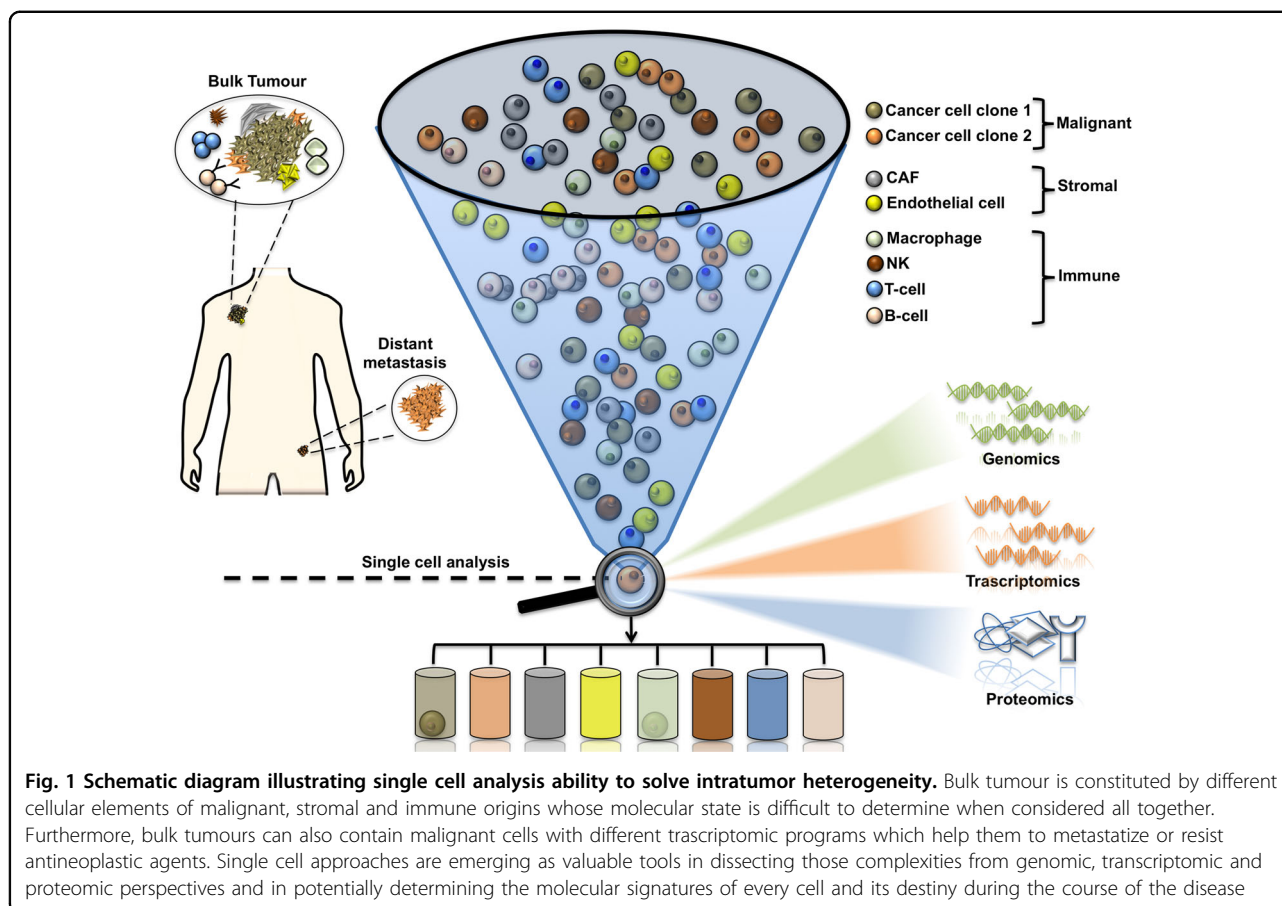 Bulk Tumour
Distant
metastasis
Cancer cell clone 1
Cancer cell clone 2
Malignant
CAF
Endothelial cell
Stromal
Macrophage
NK
T-cell
B-cell
Immune
Genomics
Trascriptomics
Proteomics
Single cell analysis
Fig. 1 Schematic diagram illustrating single cell analysis ability to solve intratumor heterogeneity. Bulk tumour is constituted by different
cellular elements of malignant, stromal and immune origins whose molecular state is difficult to determine when considered all together.
Furthermore, bulk tumours can also contain malignant cells with different trascriptomic programs which help them to metastatize or resist
antineoplastic agents. Single cell approaches are emerging as valuable tools in dissecting those complexities from genomic, transcriptomic and
proteomic perspectives and in potentially determining the molecular signatures of every cell and its destiny during the course of the disease